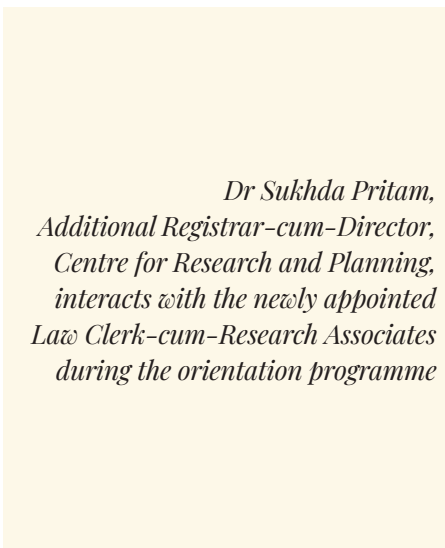 Dr Sukhda Pritam,
Additional Registrar-cum-Director,
Centre for Research and Planning,
interacts with the newly appointed
Law Clerk-cum-Research Associates
during the orientation programme